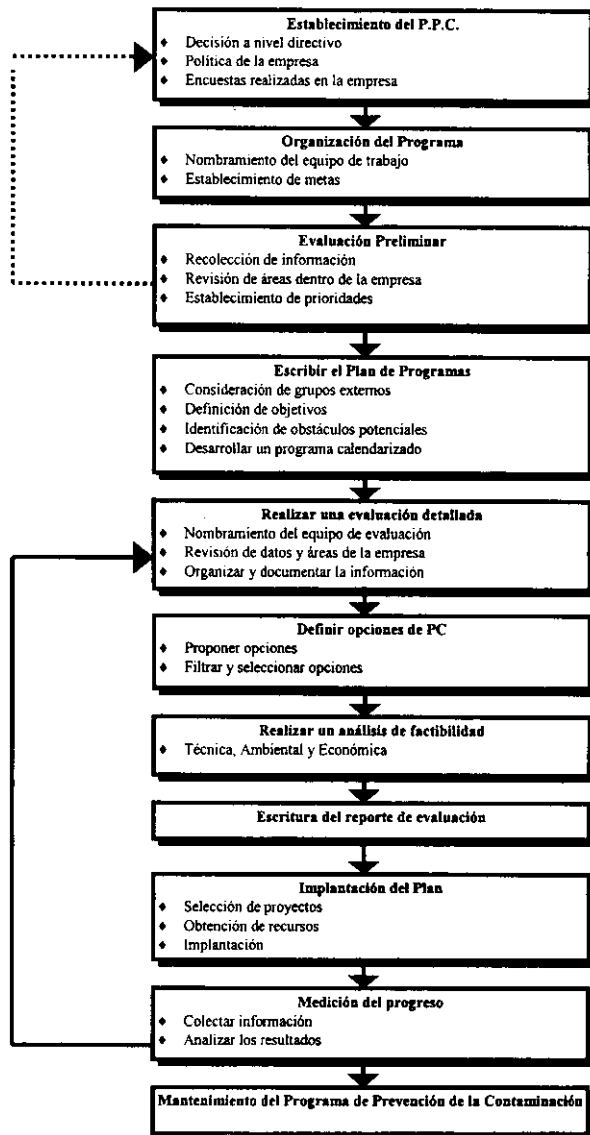 Establecimiento del P.P.C.
♦ Decisión a nivel directivo
♦ Política de la empresa
♦ Encuestas realizadas en la empresa
Organización del Programa
♦ Nombramiento del equipo de trabajo
♦ Establecimiento de metas
Evaluación Preliminar
♦ Recolección de información
♦ Revisión de áreas dentro de la empresa
♦ Establecimiento de prioridades
Escribir el Plan de Programas
♦ Consideración de grupos externos
♦ Definición de objetivos
♦ Identificación de obstáculos potenciales
♦ Desarrollar un programa calendarizado
Realizar una evaluación detallada
♦ Nombramiento del equipo de evaluación
♦ Revisión de datos y áreas de la empresa
♦ Organizar y documentar la información
Definir opciones de PC
♦ Proponer opciones
♦ Filtrar y seleccionar opciones
Realizar un análisis de factibilidad
♦ Técnica, Ambiental y Económica
Escritura del reporte de evaluación
Implantación del Plan
♦ Selección de proyectos
♦ Obtención de recursos
♦ Implantación
Medición del progreso
♦ Colectar información
♦ Analizar los resultados
Mantenimiento del Programa de Prevención de la Contaminación